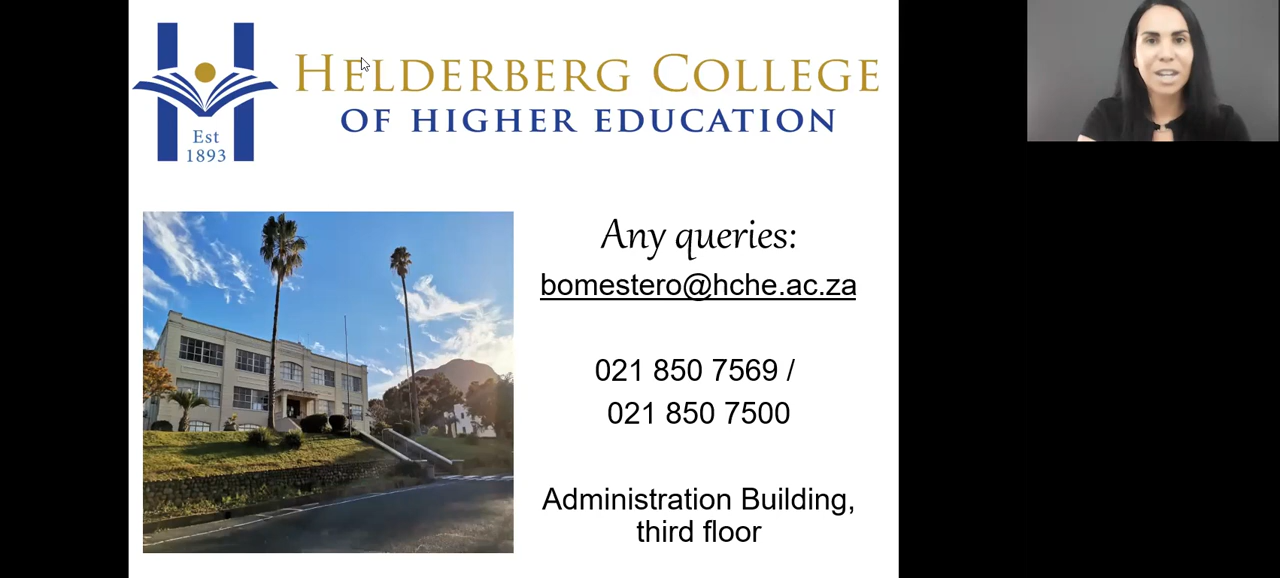 HELDERBERG COLLEGE
OF HIGHER EDUCATION
Est
1893
Any queries:
bomestero@hche.ac.za
021 850 7569 /
021 850 7500
Administration Building,
third floor